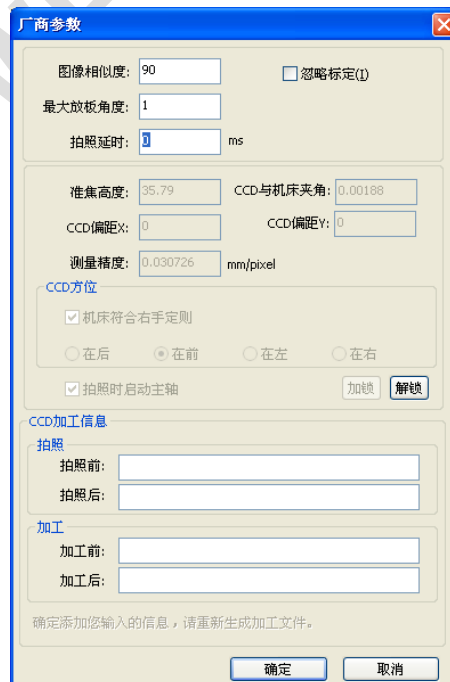 厂商参数
图像相似度: 90 忽略标定(I)
最大放板角度: 1
拍照延时: 0 ms
准焦高度: 35.79 CCD与机床夹角: 0.00188
CCD偏距X: 0 CCD偏距Y: 0
测量精度: 0.030726 mm/pixel
CCD方位
机床符合右手定则
在后 在前 在左 在右
拍照时启动主轴 加锁 解锁
CCD加工信息
拍照
拍照前:
拍照后:
加工
加工前:
加工后:
确定添加您输入的信息，请重新生成加工文件。
确定 取消